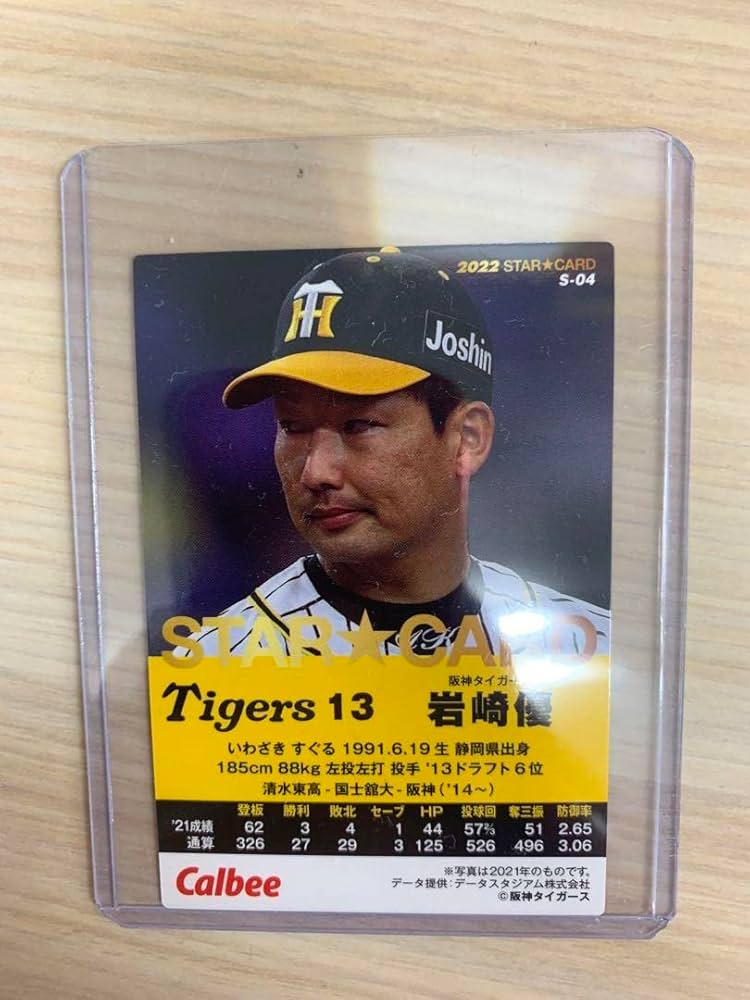 2022 STAR★CARD
S-04
TH
Joshin
STAR★CARD
阪神タイガー
Tigers 13 岩崎優
いわざき すぐる 1991.6.19生 静岡県出身
185cm 88kg 左投左打 投手 '13ドラフト6位
清水東高-国士舘大-阪神('14〜)
登板 勝利 敗北 セーブ HP 投球回 奪三振 防御率
'21成績 62 3 4 1 44 57⅔ 51 2.65
通算 326 27 29 3 125 526 496 3.06
Calbee
※写真は2021年のものです。
データ提供:データスタジアム株式会社
©阪神タイガース